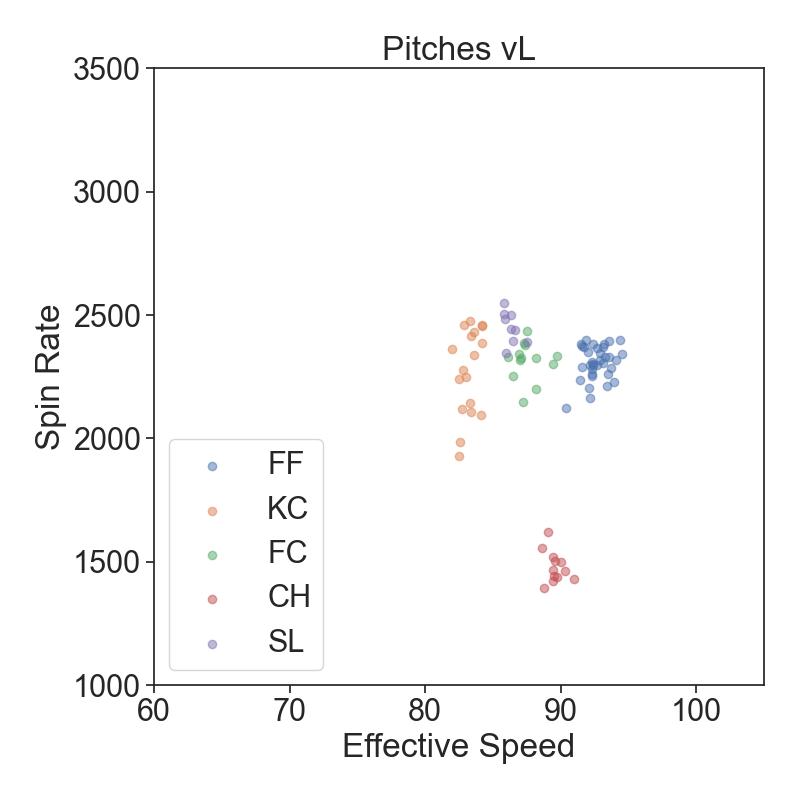 Pitches vL
3500
3000
2500
2000
1500
1000
Spin Rate
FF
KC
FC
CH
SL
60 70 80 90 100
Effective Speed